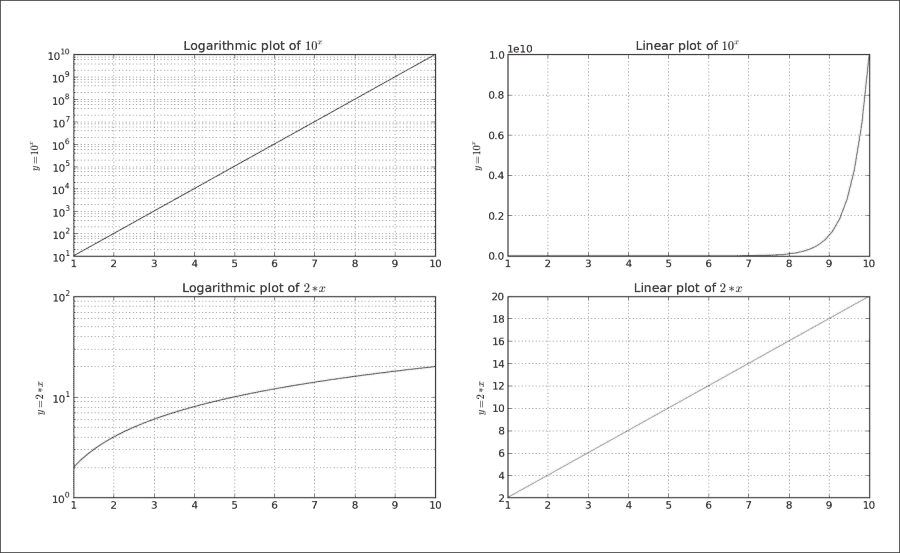 Logarithmic plot of 10^x
10^10
10^9
10^8
10^7
10^6
10^5
10^4
10^3
10^2
10^1
y = 10^x
1 2 3 4 5 6 7 8 9 10
Linear plot of 10^x
1e10
1.0
0.8
0.6
0.4
0.2
0.0
y = 10^x
1 2 3 4 5 6 7 8 9 10
Logarithmic plot of 2 * x
10^2
10^1
10^0
y = 2 * x
1 2 3 4 5 6 7 8 9 10
Linear plot of 2 * x
20
18
16
14
12
10
8
6
4
2
y = 2 * x
1 2 3 4 5 6 7 8 9 10